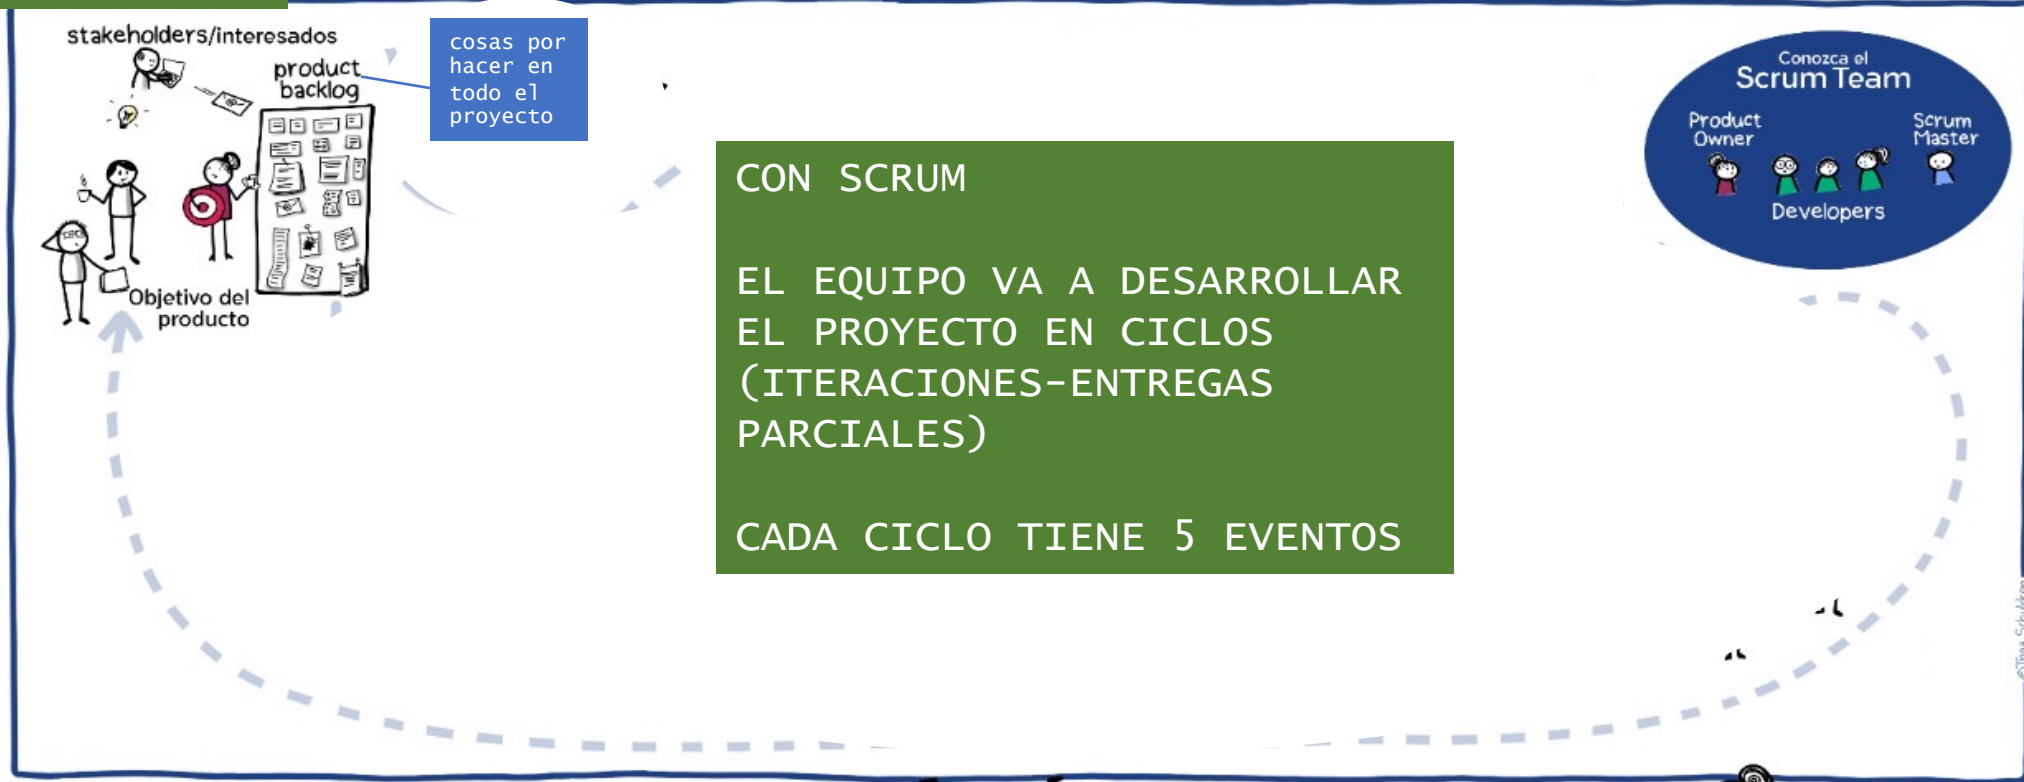 stakeholders/interesados
product
backlog
cosas por
hacer en
todo el
proyecto
Objetivo del
producto
CON SCRUM
EL EQUIPO VA A DESARROLLAR
EL PROYECTO EN CICLOS
(ITERACIONES-ENTREGAS
PARCIALES)
CADA CICLO TIENE 5 EVENTOS
Conozca el
Scrum Team
Product
Owner
Scrum
Master
Developers